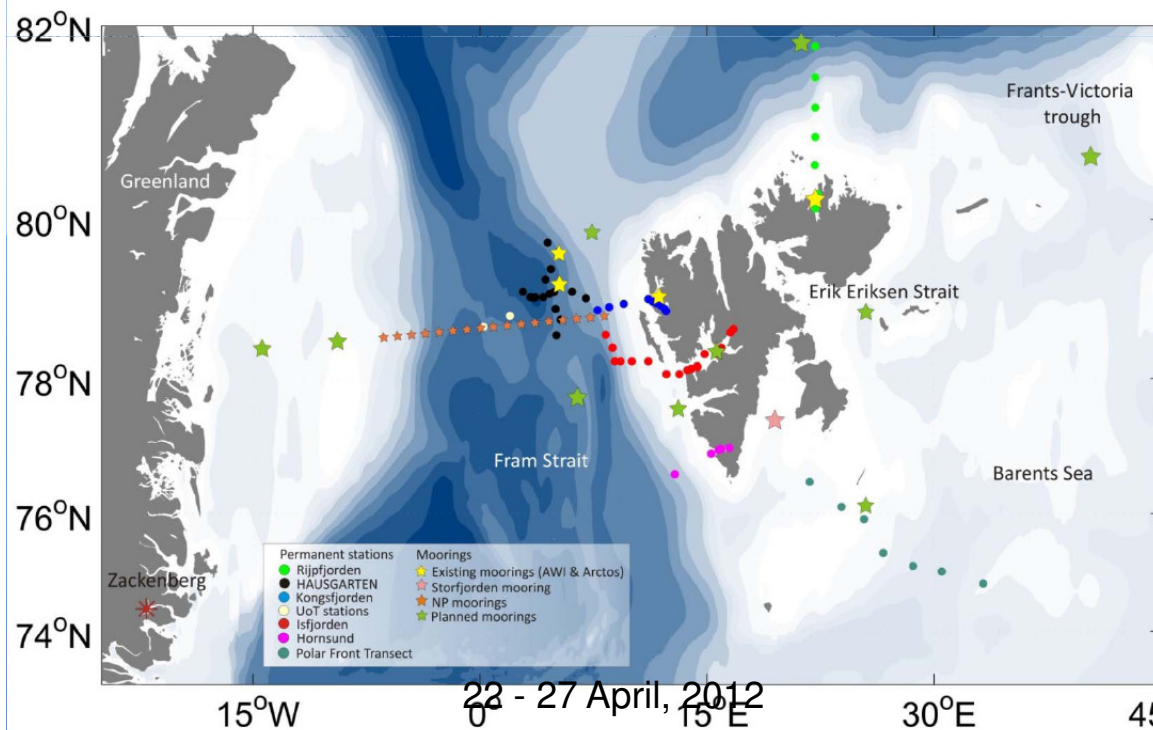 82°N
Frants-Victoria
trough
Greenland
80°N
Erik Eriksen Strait
78°N
Fram Strait
Barents Sea
76°N
Permanent stations
Rijpfjorden
HAUSGARTEN
Kongsfjorden
UoT stations
Isfjorden
Hornsund
Polar Front Transect
Moorings
Existing moorings (AWI & Arctos)
Storfjorden mooring
NP moorings
Planned moorings
Zackenberg
74°N
23 - 27 April, 2012
15°W
0°
15°E
30°E
45